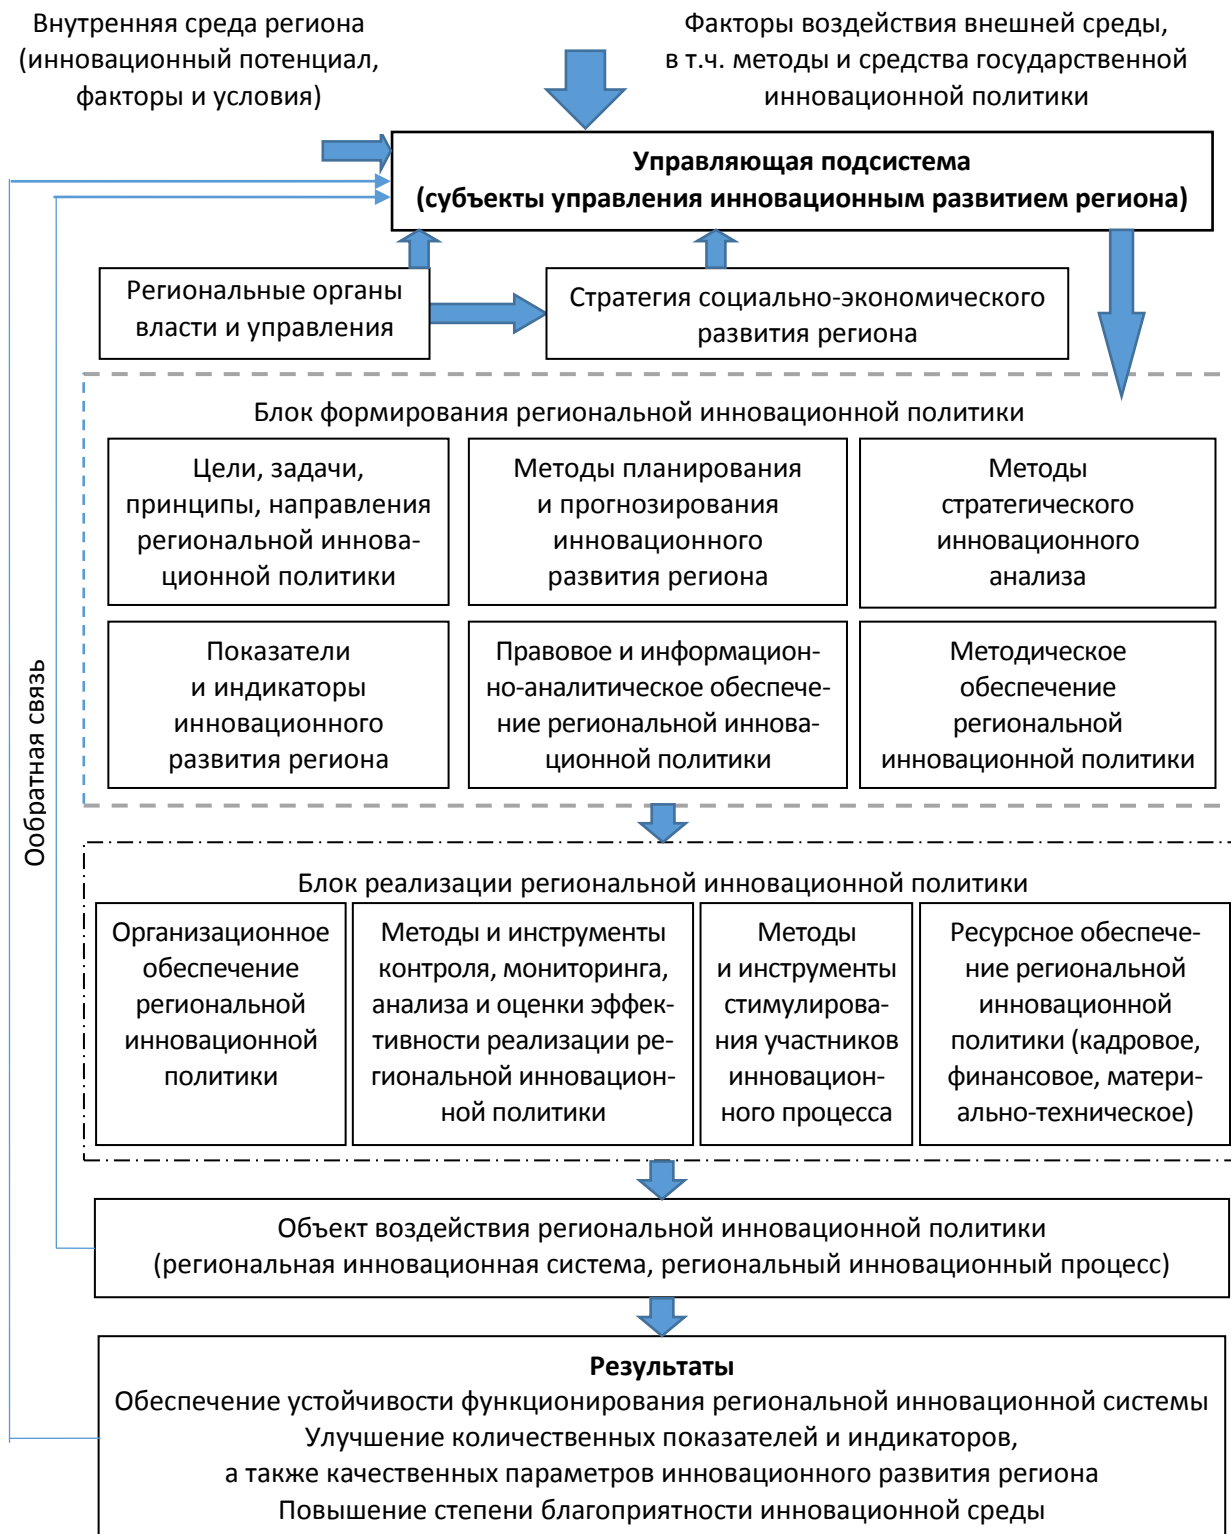 Внутренняя среда региона
(инновационный потенциал,
факторы и условия)
Факторы воздействия внешней среды,
в т.ч. методы и средства государственной
инновационной политики
Управляющая подсистема
(субъекты управления инновационным развитием региона)
Региональные органы
власти и управления
Стратегия социально-экономического
развития региона
Блок формирования региональной инновационной политики
Цели, задачи,
принципы, направления
региональной иннова-
ционной политики
Методы планирования
и прогнозирования
инновационного
развития региона
Методы
стратегического
инновационного
анализа
Показатели
и индикаторы
инновационного
развития региона
Правовое и информацион-
но-аналитическое обеспече-
ние региональной иннова-
ционной политики
Методическое
обеспечение
региональной
инновационной политики
Ообратная связь
Блок реализации региональной инновационной политики
Организационное
обеспечение
региональной
инновационной
политики
Методы и инструменты
контроля, мониторинга,
анализа и оценки эффек-
тивности реализации ре-
гиональной инновацион-
ной политики
Методы
и инструменты
стимулирова-
ния участников
инновацион-
ного процесса
Ресурсное обеспече-
ние региональной
инновационной
политики (кадровое,
финансовое, матери-
ально-техническое)
Объект воздействия региональной инновационной политики
(региональная инновационная система, региональный инновационный процесс)
Результаты
Обеспечение устойчивости функционирования региональной инновационной системы
Улучшение количественных показателей и индикаторов,
а также качественных параметров инновационного развития региона
Повышение степени благоприятности инновационной среды